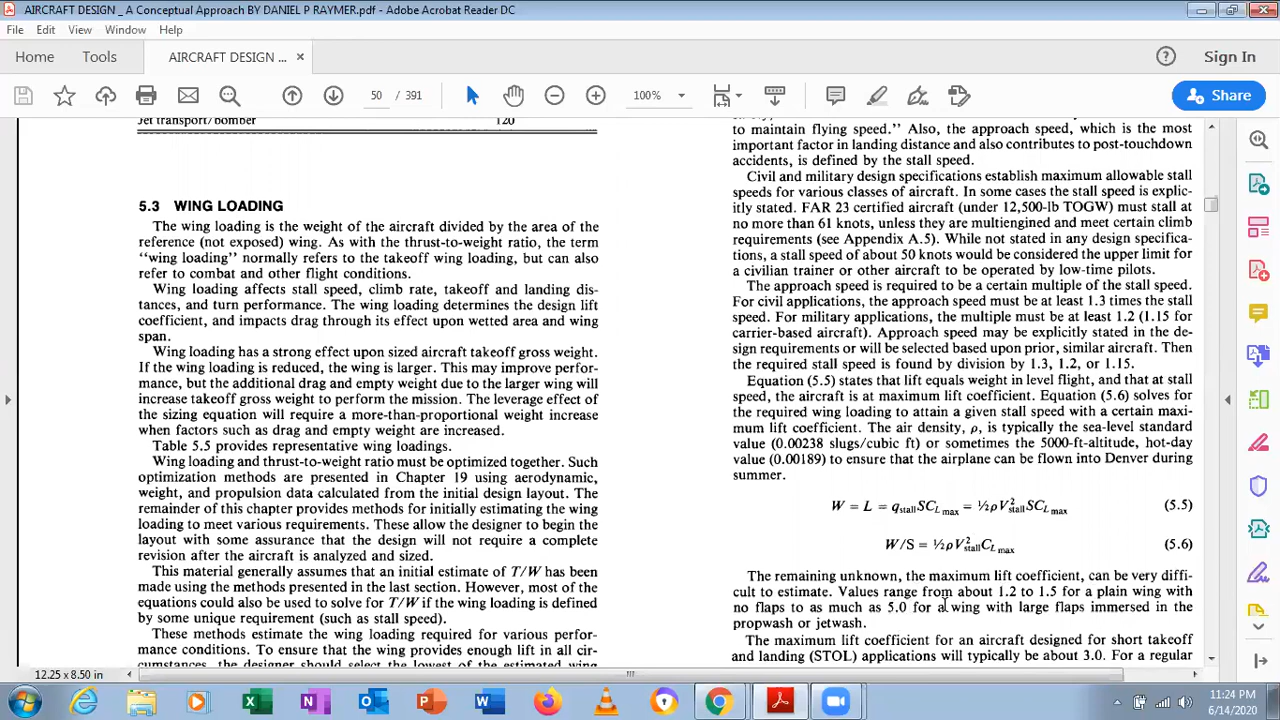 AIRCRAFT DESIGN _ A Conceptual Approach BY DANIEL P RAYMER.pdf - Adobe Acrobat Reader DC
File Edit View Window Help
Home Tools AIRCRAFT DESIGN ... × Sign In
50 / 391 100% Share
Jet transport/bomber 120
5.3 WING LOADING
The wing loading is the weight of the aircraft divided by the area of the
reference (not exposed) wing. As with the thrust-to-weight ratio, the term
"wing loading" normally refers to the takeoff wing loading, but can also
refer to combat and other flight conditions.
Wing loading affects stall speed, climb rate, takeoff and landing dis-
tances, and turn performance. The wing loading determines the design lift
coefficient, and impacts drag through its effect upon wetted area and wing
span.
Wing loading has a strong effect upon sized aircraft takeoff gross weight.
If the wing loading is reduced, the wing is larger. This may improve perfor-
mance, but the additional drag and empty weight due to the larger wing will
increase takeoff gross weight to perform the mission. The leverage effect of
the sizing equation will require a more-than-proportional weight increase
when factors such as drag and empty weight are increased.
Table 5.5 provides representative wing loadings.
Wing loading and thrust-to-weight ratio must be optimized together. Such
optimization methods are presented in Chapter 19 using aerodynamic,
weight, and propulsion data calculated from the initial design layout. The
remainder of this chapter provides methods for initially estimating the wing
loading to meet various requirements. These allow the designer to begin the
layout with some assurance that the design will not require a complete
revision after the aircraft is analyzed and sized.
This material generally assumes that an initial estimate of T/W has been
made using the methods presented in the last section. However, most of the
equations could also be used to solve for T/W if the wing loading is defined
by some unique requirement (such as stall speed).
These methods estimate the wing loading required for various perfor-
mance conditions. To ensure that the wing provides enough lift in all cir-
cumstances, the designer should select the lowest of the estimated wing
to maintain flying speed." Also, the approach speed, which is the most
important factor in landing distance and also contributes to post-touchdown
accidents, is defined by the stall speed.
Civil and military design specifications establish maximum allowable stall
speeds for various classes of aircraft. In some cases the stall speed is explic-
itly stated. FAR 23 certified aircraft (under 12,500-lb TOGW) must stall at
no more than 61 knots, unless they are multiengined and meet certain climb
requirements (see Appendix A.5). While not stated in any design specifica-
tions, a stall speed of about 50 knots would be considered the upper limit for
a civilian trainer or other aircraft to be operated by low-time pilots.
The approach speed is required to be a certain multiple of the stall speed.
For civil applications, the approach speed must be at least 1.3 times the stall
speed. For military applications, the multiple must be at least 1.2 (1.15 for
carrier-based aircraft). Approach speed may be explicitly stated in the de-
sign requirements or will be selected based upon prior, similar aircraft. Then
the required stall speed is found by division by 1.3, 1.2, or 1.15.
Equation (5.5) states that lift equals weight in level flight, and that at stall
speed, the aircraft is at maximum lift coefficient. Equation (5.6) solves for
the required wing loading to attain a given stall speed with a certain maxi-
mum lift coefficient. The air density, ρ, is typically the sea-level standard
value (0.00238 slugs/cubic ft) or sometimes the 5000-ft-altitude, hot-day
value (0.00189) to ensure that the airplane can be flown into Denver during
summer.
W = L = q_stall S C_L max = ½ρV²_stall S C_L max (5.5)
W/S = ½ρV²_stall C_L max (5.6)
The remaining unknown, the maximum lift coefficient, can be very diffi-
cult to estimate. Values range from about 1.2 to 1.5 for a plain wing with
no flaps to as much as 5.0 for a wing with large flaps immersed in the
propwash or jetwash.
The maximum lift coefficient for an aircraft designed for short takeoff
and landing (STOL) applications will typically be about 3.0. For a regular
12.25 x 8.50 in
11:24 PM
6/14/2020